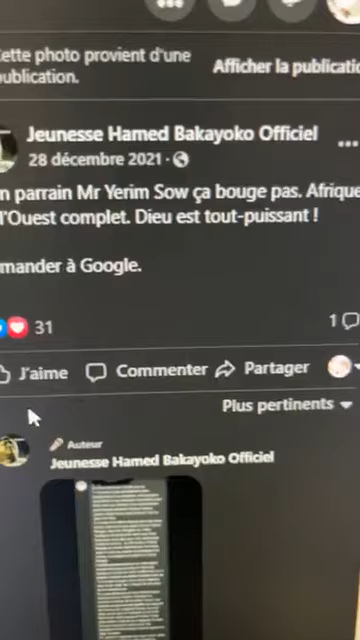 ette photo provient d'une
ublication.
Afficher la publicatio
Jeunesse Hamed Bakayoko Officiel
28 décembre 2021 ·
n parrain Mr Yerim Sow ça bouge pas. Afrique
l'Ouest complet. Dieu est tout-puissant !
mander à Google.
31
1
J'aime
Commenter
Partager
Plus pertinents
Auteur
Jeunesse Hamed Bakayoko Officiel